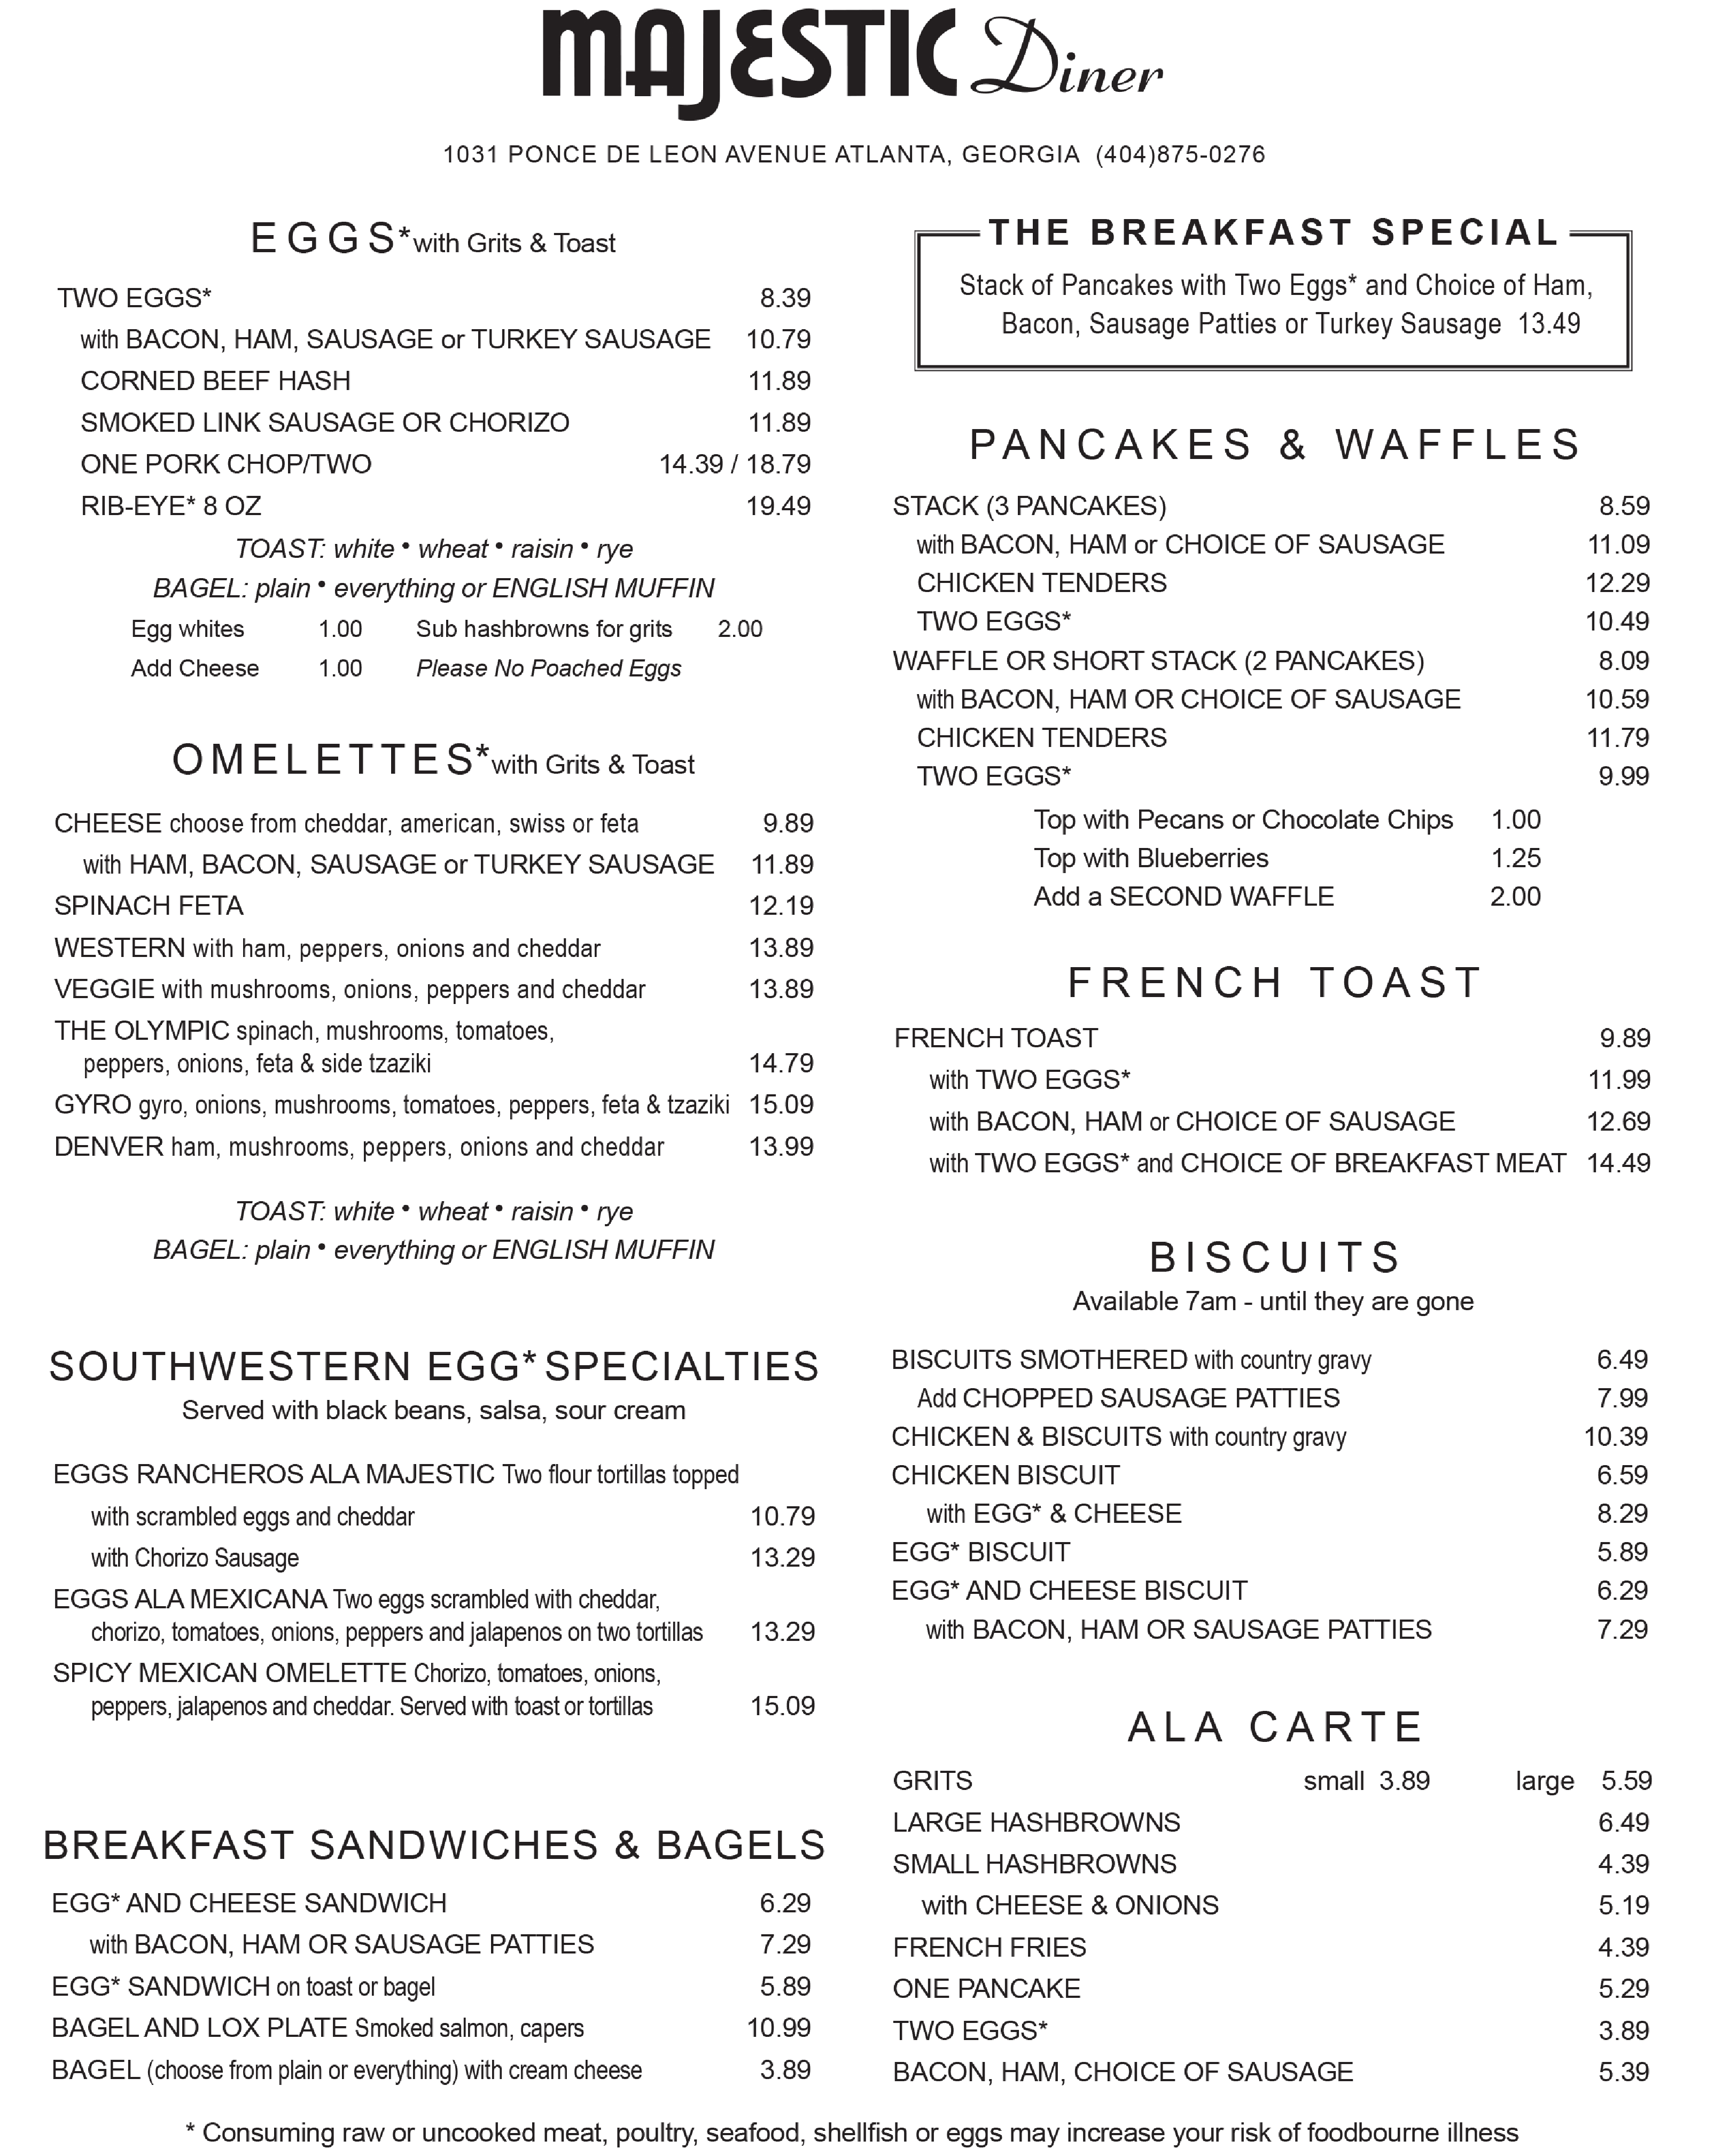 MAJESTIC Diner
1031 PONCE DE LEON AVENUE ATLANTA, GEORGIA (404)875-0276
EGGS* with Grits & Toast
TWO EGGS* 8.39
with BACON, HAM, SAUSAGE or TURKEY SAUSAGE 10.79
CORNED BEEF HASH 11.89
SMOKED LINK SAUSAGE OR CHORIZO 11.89
ONE PORK CHOP/TWO 14.39 / 18.79
RIB-EYE* 8 OZ 19.49
TOAST: white • wheat • raisin • rye
BAGEL: plain • everything or ENGLISH MUFFIN
Egg whites 1.00 Sub hashbrowns for grits 2.00
Add Cheese 1.00 Please No Poached Eggs
OMELETTES* with Grits & Toast
CHEESE choose from cheddar, american, swiss or feta 9.89
with HAM, BACON, SAUSAGE or TURKEY SAUSAGE 11.89
SPINACH FETA 12.19
WESTERN with ham, peppers, onions and cheddar 13.89
VEGGIE with mushrooms, onions, peppers and cheddar 13.89
THE OLYMPIC spinach, mushrooms, tomatoes,
peppers, onions, feta & side tzaziki 14.79
GYRO gyro, onions, mushrooms, tomatoes, peppers, feta & tzaziki 15.09
DENVER ham, mushrooms, peppers, onions and cheddar 13.99
TOAST: white • wheat • raisin • rye
BAGEL: plain • everything or ENGLISH MUFFIN
SOUTHWESTERN EGG* SPECIALTIES
Served with black beans, salsa, sour cream
EGGS RANCHEROS ALA MAJESTIC Two flour tortillas topped
with scrambled eggs and cheddar 10.79
with Chorizo Sausage 13.29
EGGS ALA MEXICANA Two eggs scrambled with cheddar,
chorizo, tomatoes, onions, peppers and jalapenos on two tortillas 13.29
SPICY MEXICAN OMELETTE Chorizo, tomatoes, onions,
peppers, jalapenos and cheddar. Served with toast or tortillas 15.09
BREAKFAST SANDWICHES & BAGELS
EGG* AND CHEESE SANDWICH 6.29
with BACON, HAM OR SAUSAGE PATTIES 7.29
EGG* SANDWICH on toast or bagel 5.89
BAGEL AND LOX PLATE Smoked salmon, capers 10.99
BAGEL (choose from plain or everything) with cream cheese 3.89
THE BREAKFAST SPECIAL
Stack of Pancakes with Two Eggs* and Choice of Ham,
Bacon, Sausage Patties or Turkey Sausage 13.49
PANCAKES & WAFFLES
STACK (3 PANCAKES) 8.59
with BACON, HAM or CHOICE OF SAUSAGE 11.09
CHICKEN TENDERS 12.29
TWO EGGS* 10.49
WAFFLE OR SHORT STACK (2 PANCAKES) 8.09
with BACON, HAM OR CHOICE OF SAUSAGE 10.59
CHICKEN TENDERS 11.79
TWO EGGS* 9.99
Top with Pecans or Chocolate Chips 1.00
Top with Blueberries 1.25
Add a SECOND WAFFLE 2.00
FRENCH TOAST
FRENCH TOAST 9.89
with TWO EGGS* 11.99
with BACON, HAM or CHOICE OF SAUSAGE 12.69
with TWO EGGS* and CHOICE OF BREAKFAST MEAT 14.49
BISCUITS
Available 7am - until they are gone
BISCUITS SMOTHERED with country gravy 6.49
Add CHOPPED SAUSAGE PATTIES 7.99
CHICKEN & BISCUITS with country gravy 10.39
CHICKEN BISCUIT 6.59
with EGG* & CHEESE 8.29
EGG* BISCUIT 5.89
EGG* AND CHEESE BISCUIT 6.29
with BACON, HAM OR SAUSAGE PATTIES 7.29
ALA CARTE
GRITS small 3.89 large 5.59
LARGE HASHBROWNS 6.49
SMALL HASHBROWNS 4.39
with CHEESE & ONIONS 5.19
FRENCH FRIES 4.39
ONE PANCAKE 5.29
TWO EGGS* 3.89
BACON, HAM, CHOICE OF SAUSAGE 5.39
* Consuming raw or uncooked meat, poultry, seafood, shellfish or eggs may increase your risk of foodbourne illness